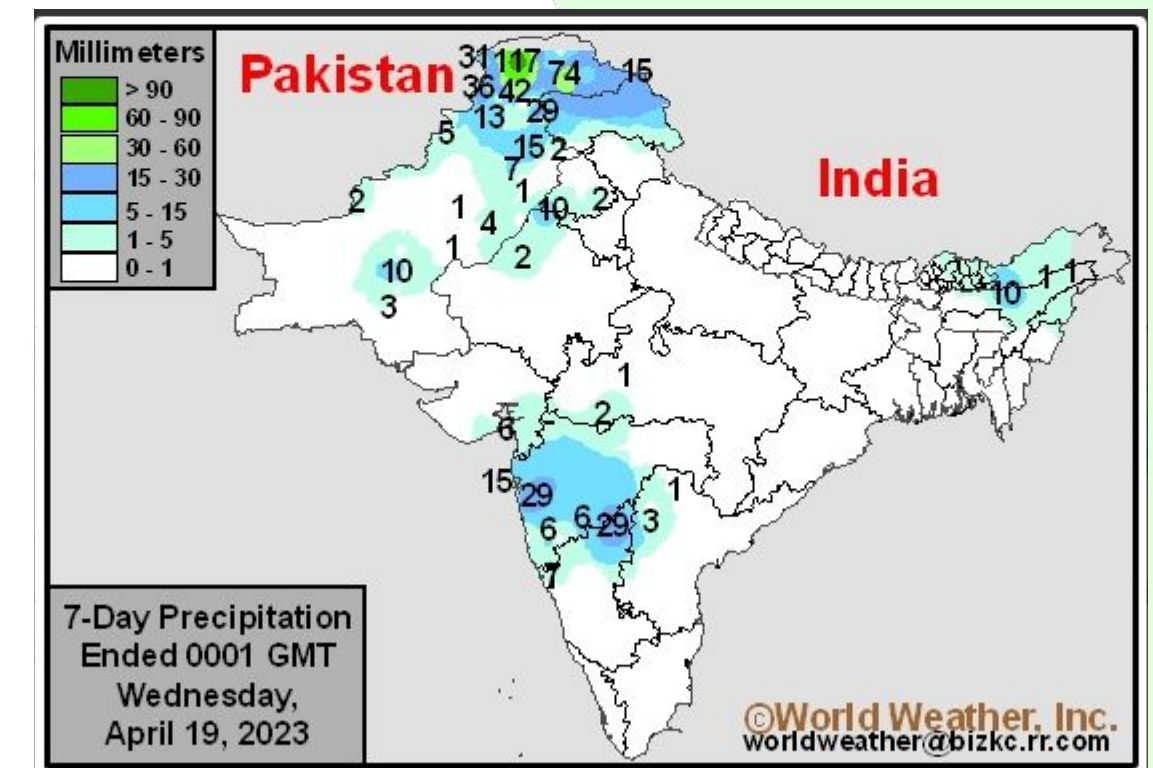 Millimeters
> 90
60 - 90
30 - 60
15 - 30
5 - 15
1 - 5
0 - 1
Pakistan
India
31 117 74 15
36 42
13 29
5
15 2
7
2 1 1 10 2
4
1 2
10
3
10 1 1
1
2
6
15
29
1
6 6 29 3
7
7-Day Precipitation
Ended 0001 GMT
Wednesday,
April 19, 2023
©World Weather, Inc.
worldweather@bizkc.rr.com